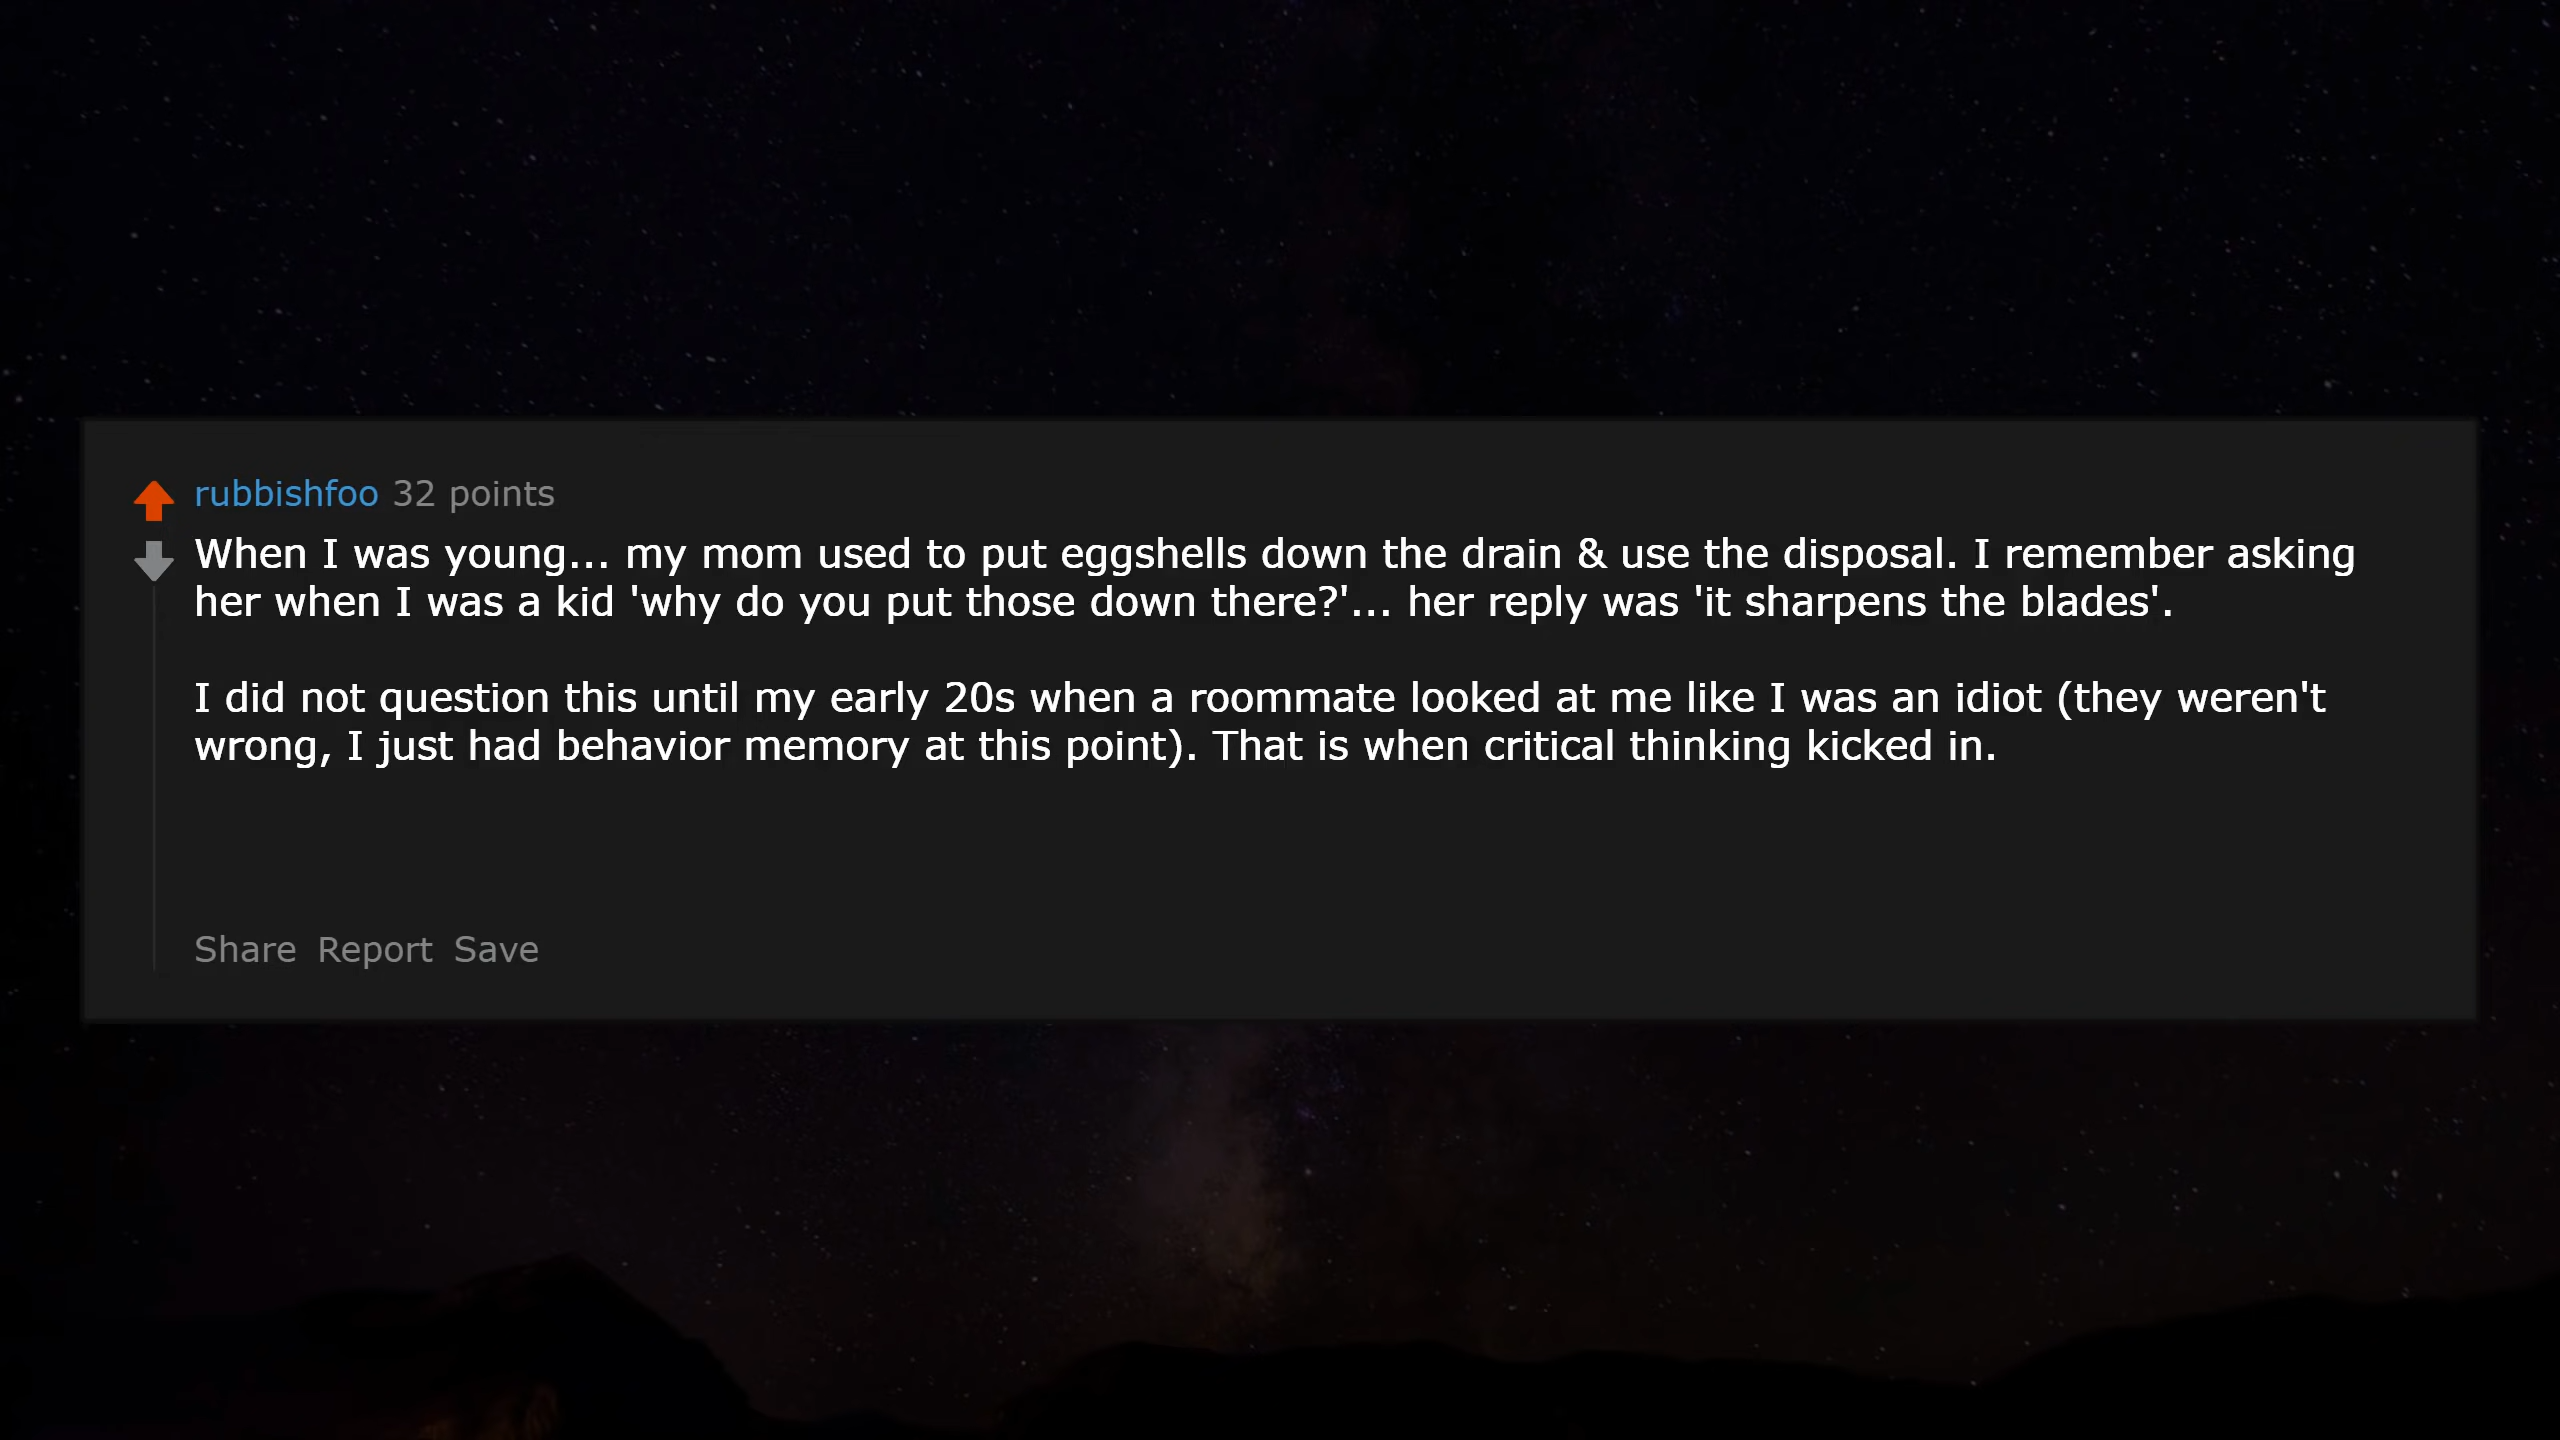 rubbishfoo 32 points
When I was young... my mom used to put eggshells down the drain & use the disposal. I remember asking
her when I was a kid 'why do you put those down there?'... her reply was 'it sharpens the blades'.
I did not question this until my early 20s when a roommate looked at me like I was an idiot (they weren't
wrong, I just had behavior memory at this point). That is when critical thinking kicked in.
Share Report Save